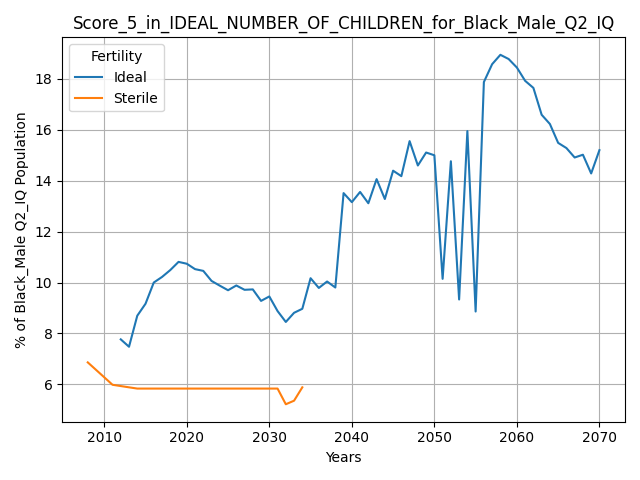 Score_5_in_IDEAL_NUMBER_OF_CHILDREN_for_Black_Male_Q2_IQ
Fertility
Ideal
Sterile
% of Black_Male Q2_IQ Population
18
16
14
12
10
8
6
2010 2020 2030 2040 2050 2060 2070
Years